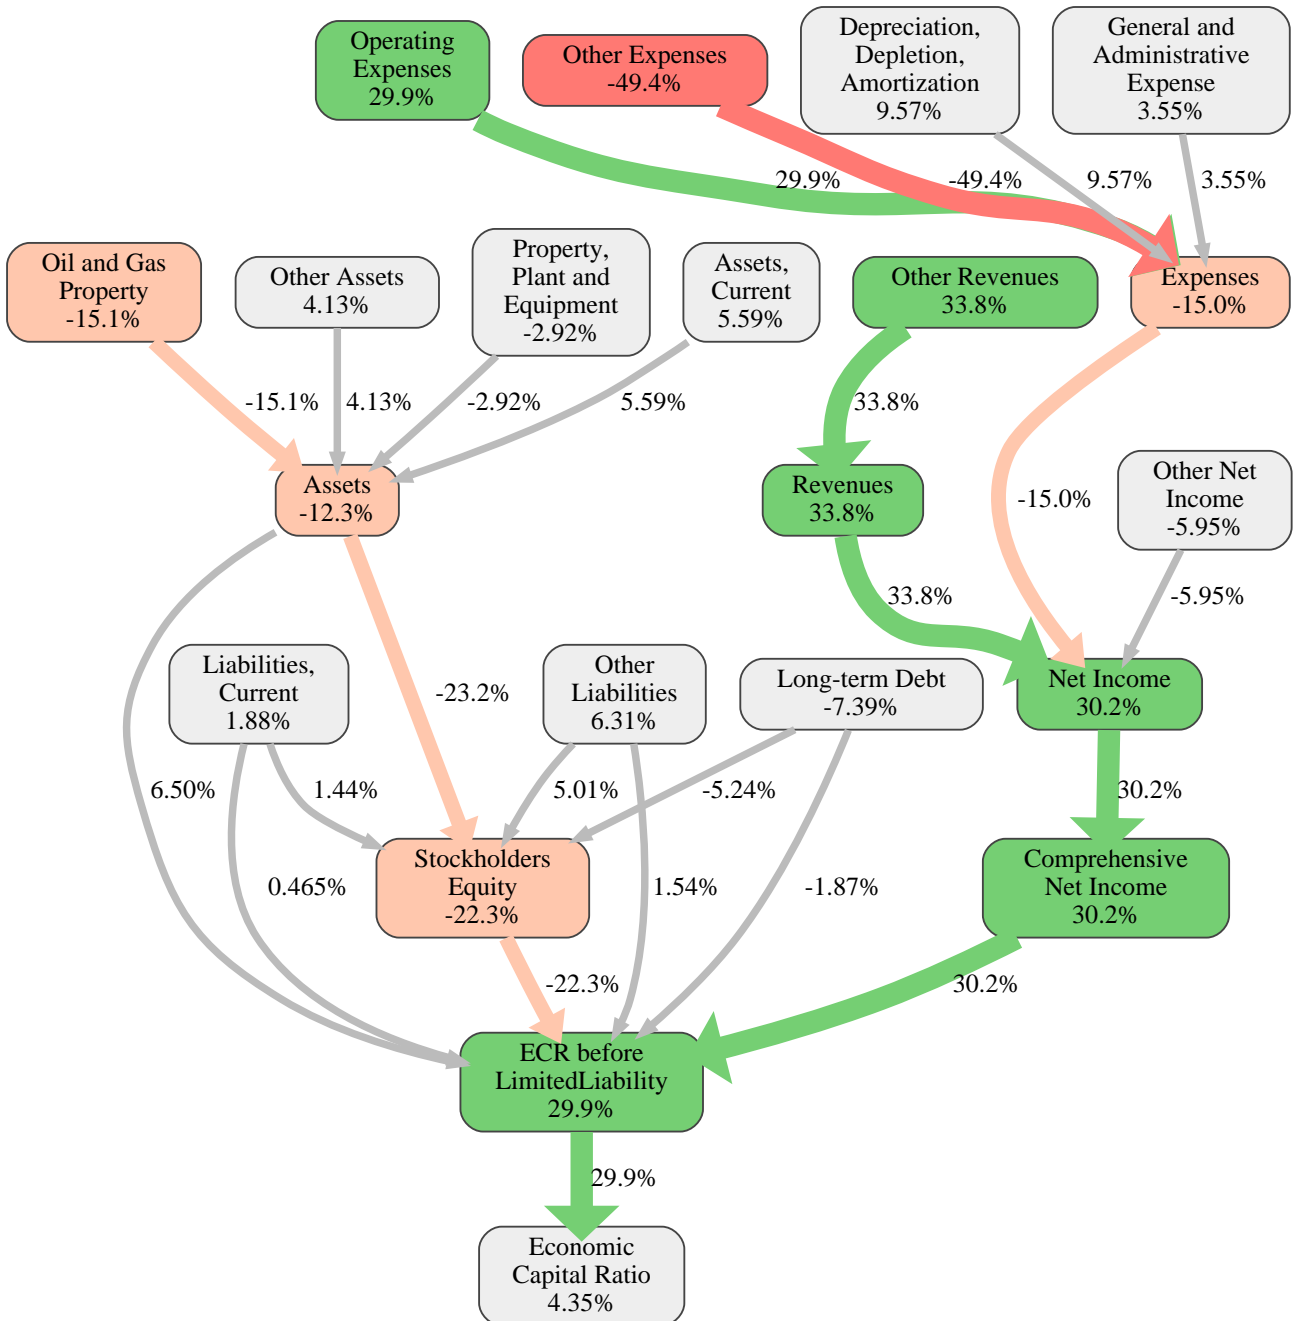 Operating
Expenses
29.9%
Other Expenses
-49.4%
Depreciation,
Depletion,
Amortization
9.57%
General and
Administrative
Expense
3.55%
29.9%
-49.4%
9.57%
3.55%
Oil and Gas
Property
-15.1%
Other Assets
4.13%
Property,
Plant and
Equipment
-2.92%
Assets,
Current
5.59%
Other Revenues
33.8%
Expenses
-15.0%
-15.1%
4.13%
-2.92%
5.59%
33.8%
Assets
-12.3%
Revenues
33.8%
-15.0%
Other Net
Income
-5.95%
33.8%
-5.95%
Liabilities,
Current
1.88%
-23.2%
Other
Liabilities
6.31%
Long-term Debt
-7.39%
Net Income
30.2%
6.50%
1.44%
5.01%
-5.24%
30.2%
0.465%
Stockholders
Equity
-22.3%
1.54%
-1.87%
Comprehensive
Net Income
30.2%
-22.3%
30.2%
ECR before
LimitedLiability
29.9%
29.9%
Economic
Capital Ratio
4.35%